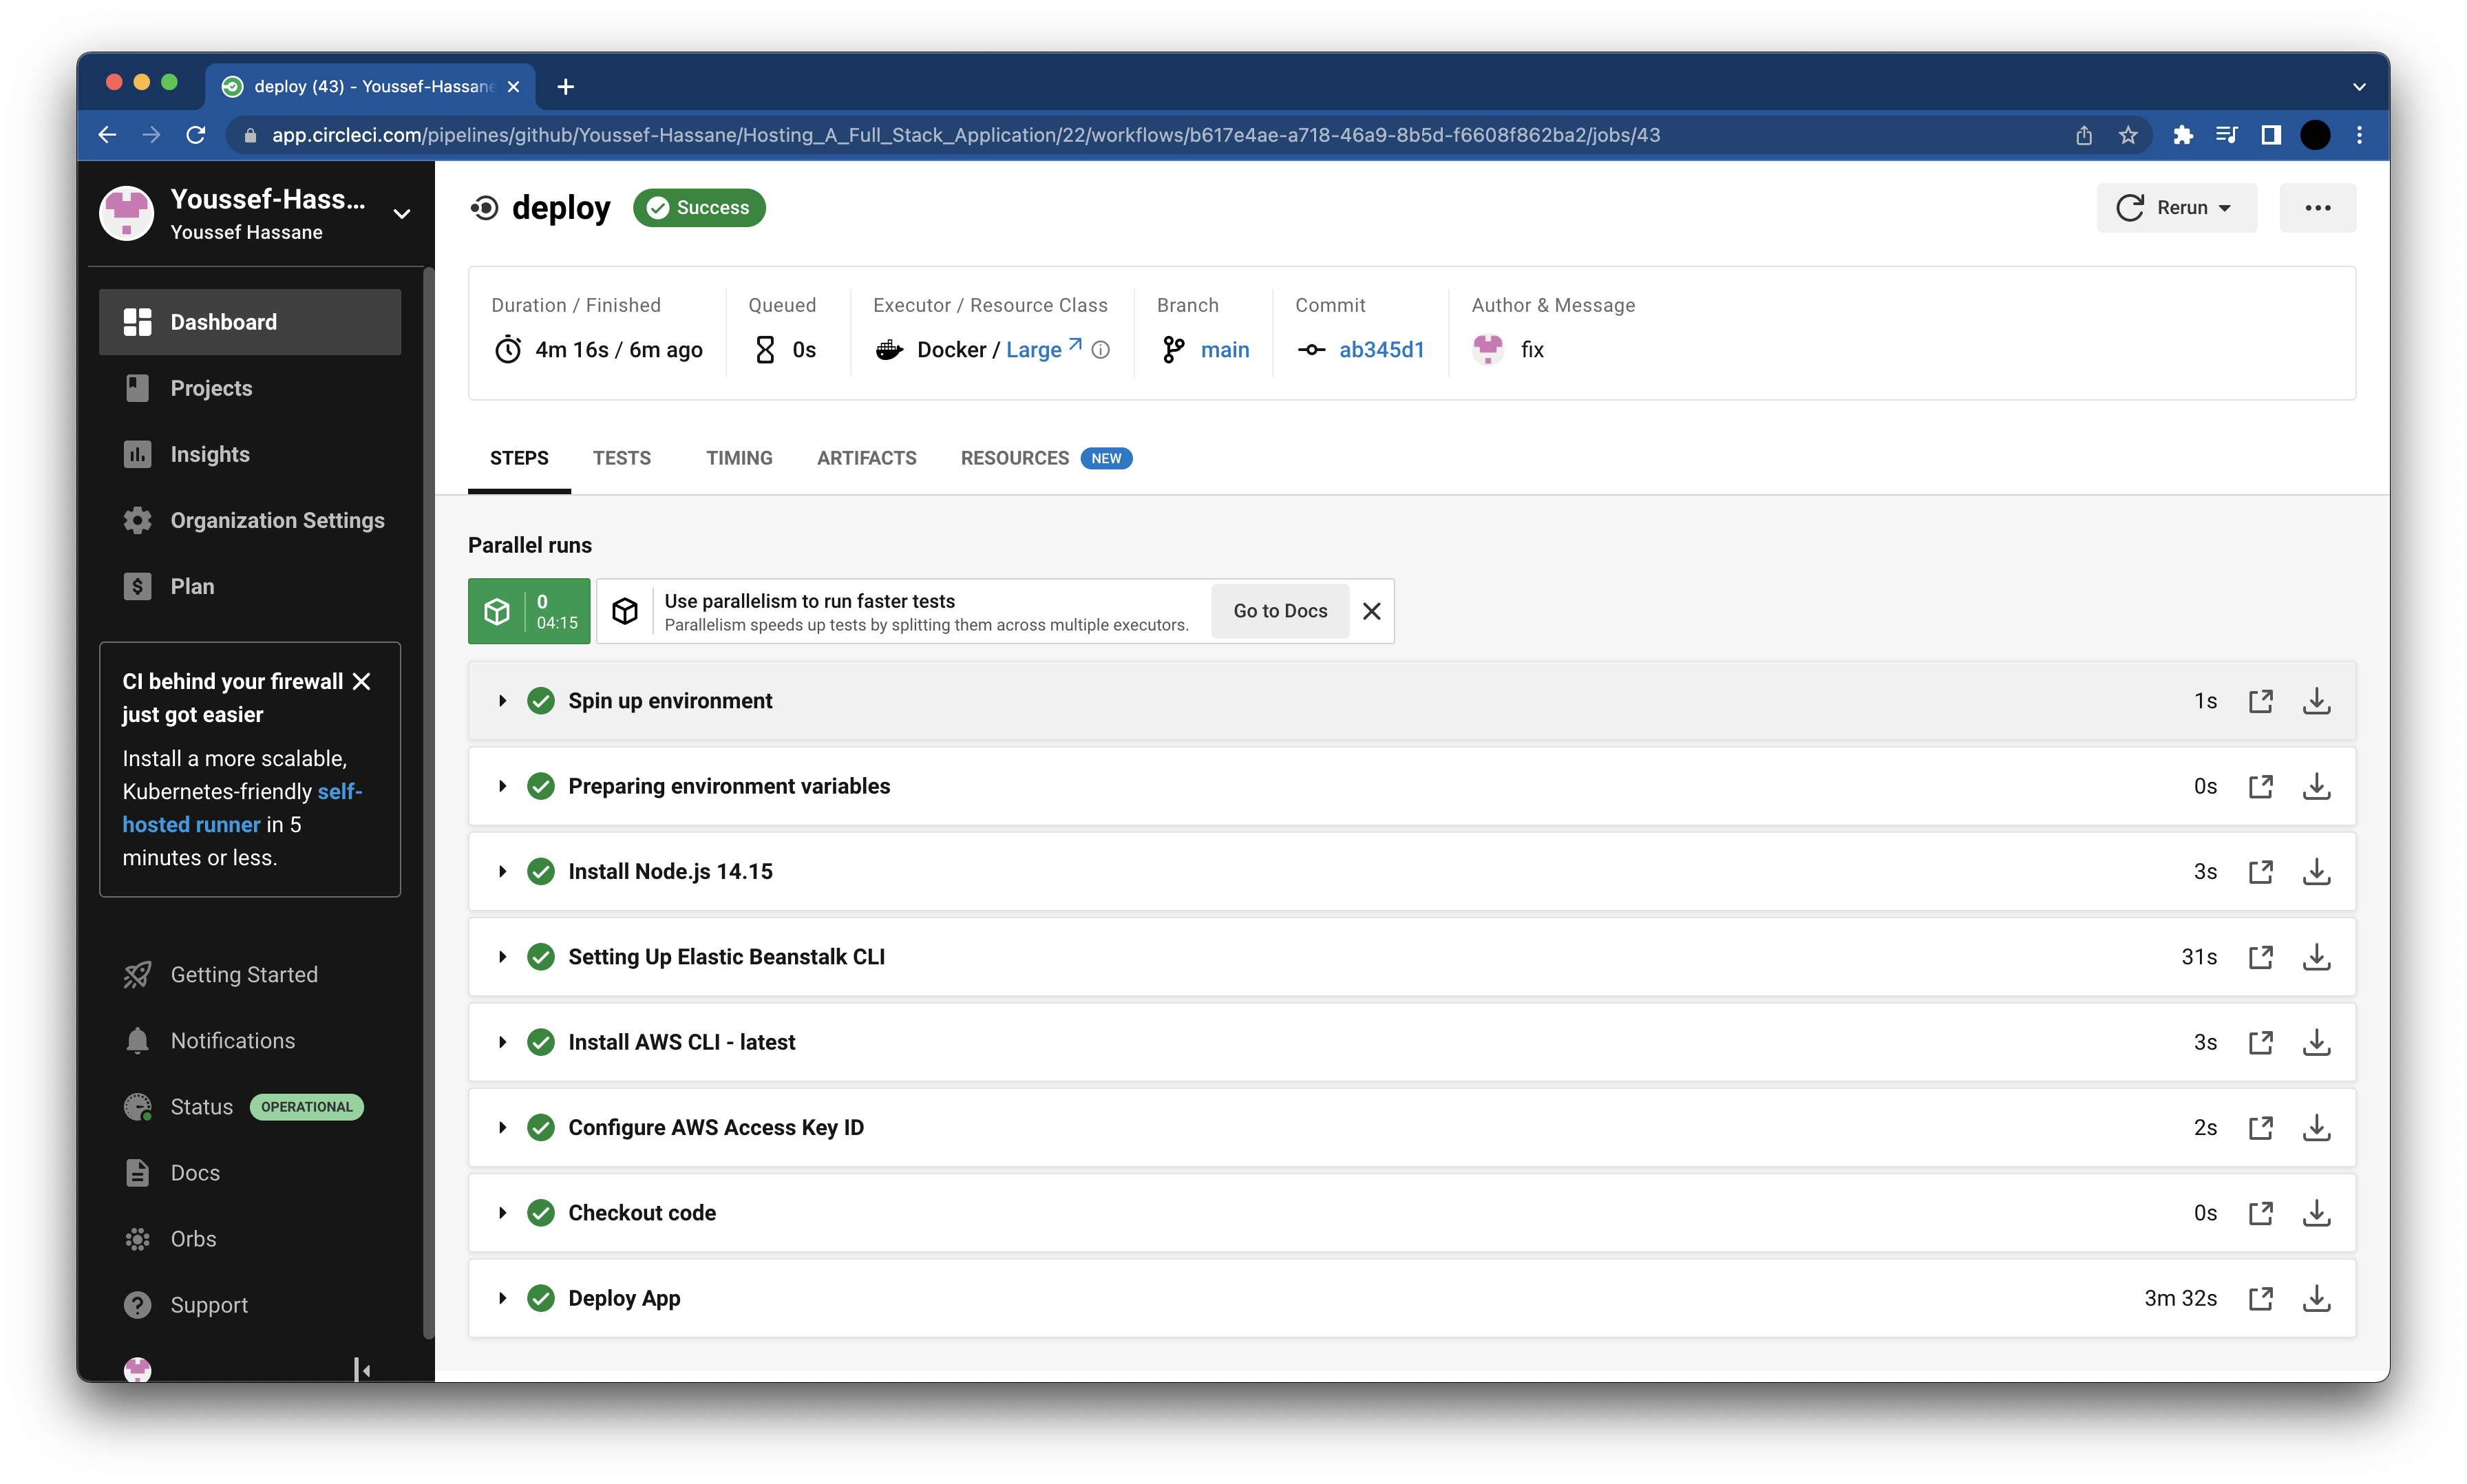 deploy (43) - Youssef-Hassane
app.circleci.com/pipelines/github/Youssef-Hassane/Hosting_A_Full_Stack_Application/22/workflows/b617e4ae-a718-46a9-8b5d-f6608f862ba2/jobs/43
Youssef-Hass...
Youssef Hassane
Dashboard
Projects
Insights
Organization Settings
Plan
CI behind your firewall
just got easier
Install a more scalable,
Kubernetes-friendly self-
hosted runner in 5
minutes or less.
Getting Started
Notifications
Status OPERATIONAL
Docs
Orbs
Support
deploy Success
Rerun
Duration / Finished
4m 16s / 6m ago
Queued
0s
Executor / Resource Class
Docker / Large
Branch
main
Commit
ab345d1
Author & Message
fix
STEPS TESTS TIMING ARTIFACTS RESOURCES NEW
Parallel runs
0
04:15
Use parallelism to run faster tests
Parallelism speeds up tests by splitting them across multiple executors.
Go to Docs
Spin up environment 1s
Preparing environment variables 0s
Install Node.js 14.15 3s
Setting Up Elastic Beanstalk CLI 31s
Install AWS CLI - latest 3s
Configure AWS Access Key ID 2s
Checkout code 0s
Deploy App 3m 32s